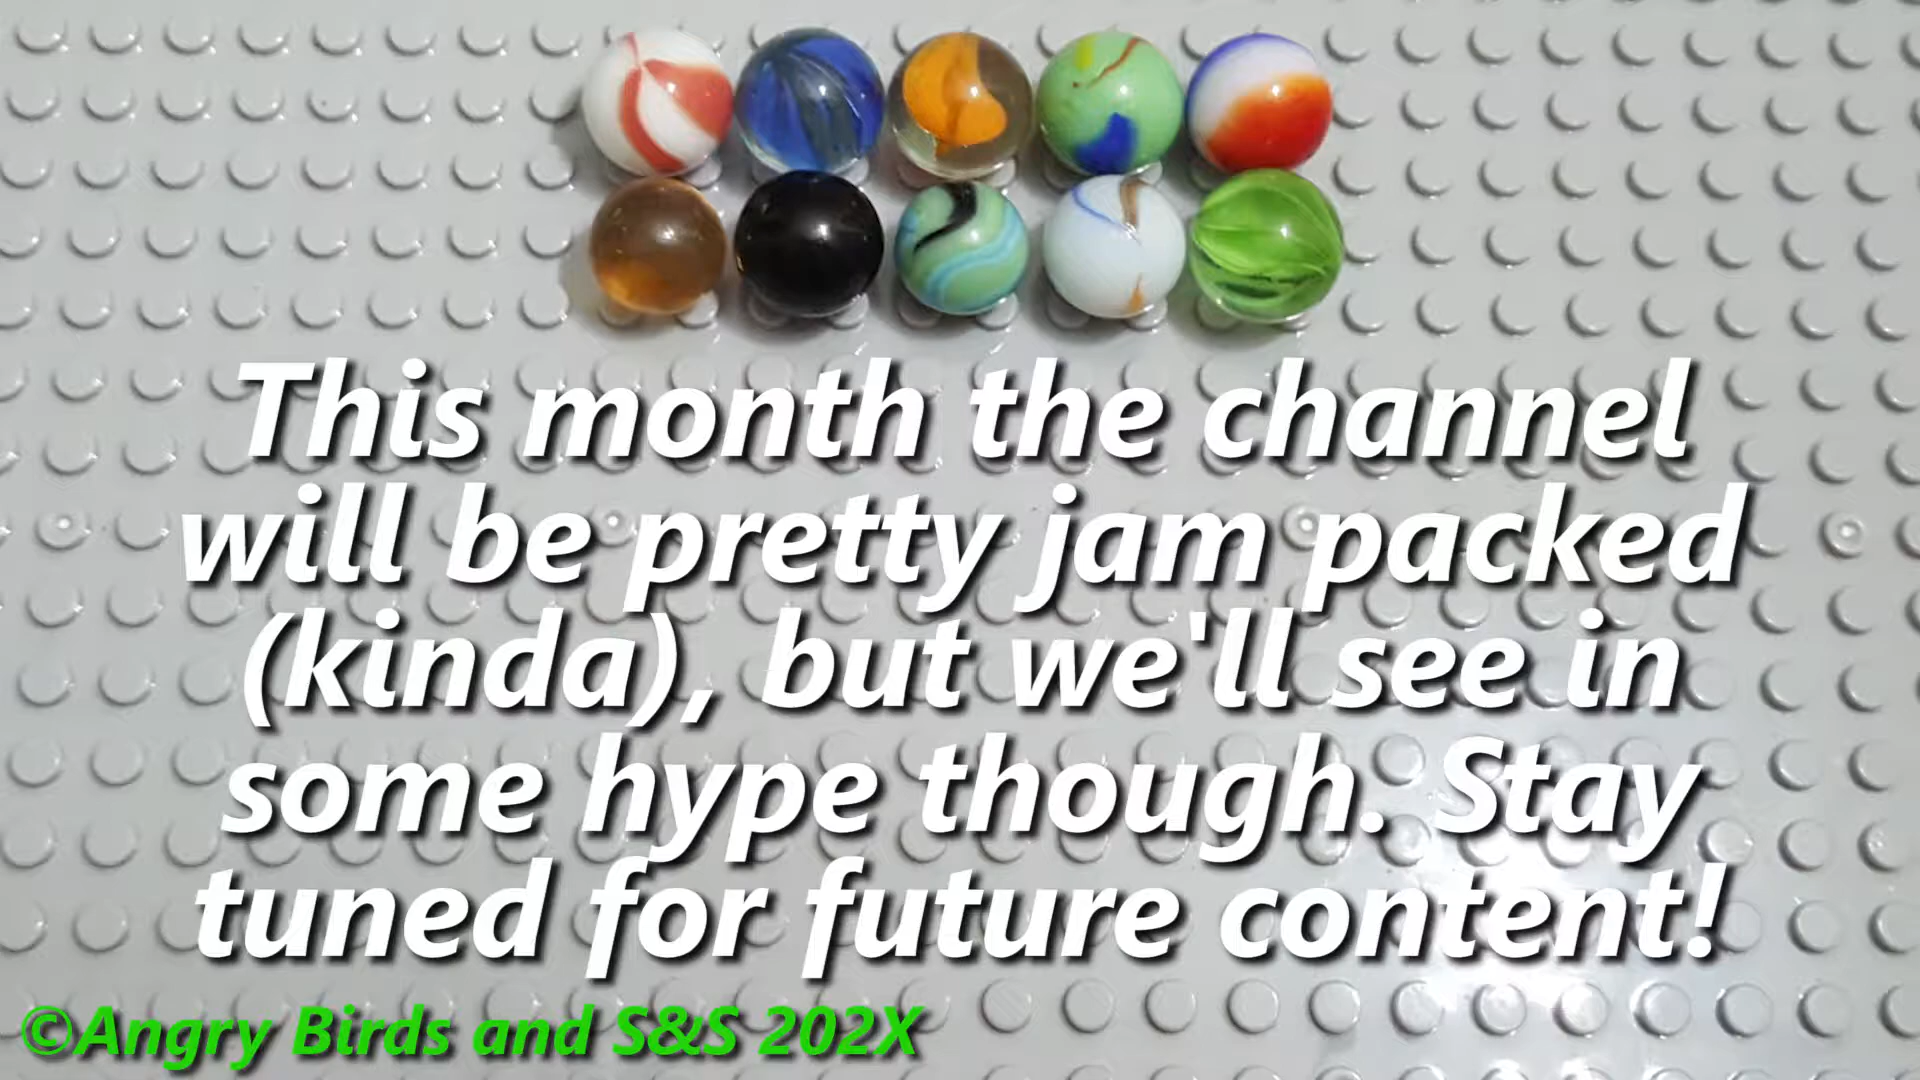 This month the channel
will be pretty jam packed
(kinda), but we'll see in
some hype though. Stay
tuned for future content!
©Angry Birds and S&S 202X